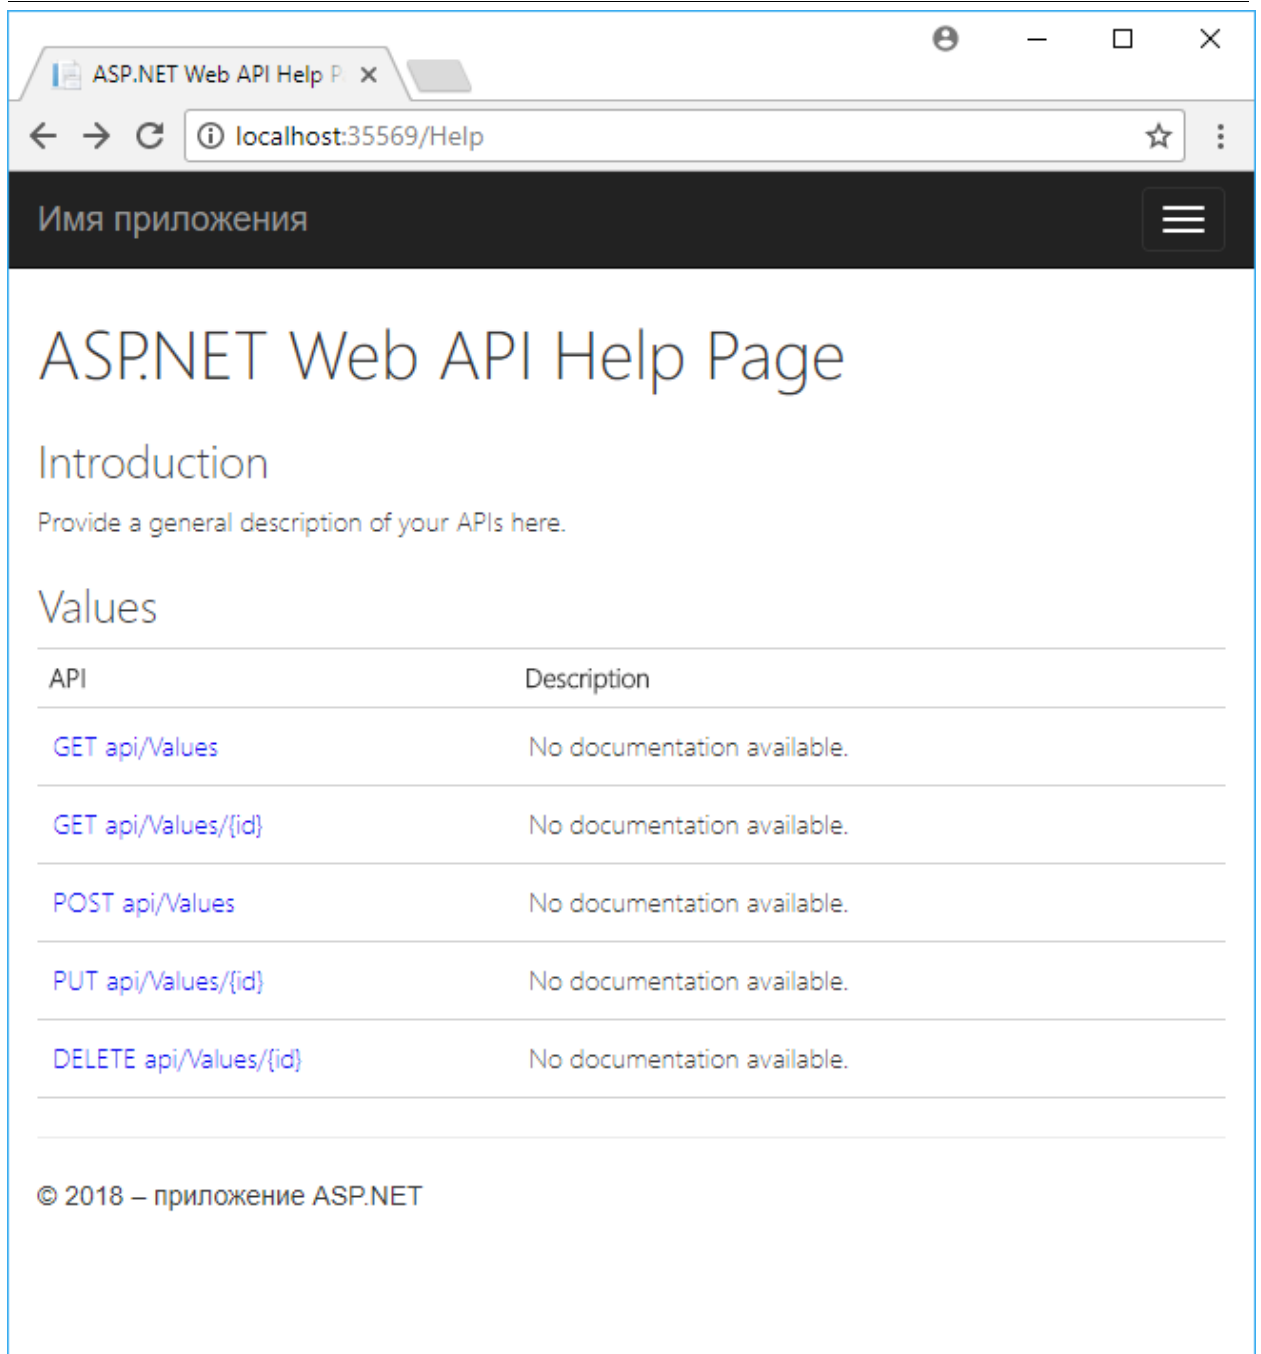 ASP.NET Web API Help P
localhost:35569/Help
Имя приложения
ASP.NET Web API Help Page
Introduction
Provide a general description of your APIs here.
Values
API Description
GET api/Values No documentation available.
GET api/Values/{id} No documentation available.
POST api/Values No documentation available.
PUT api/Values/{id} No documentation available.
DELETE api/Values/{id} No documentation available.
© 2018 – приложение ASP.NET